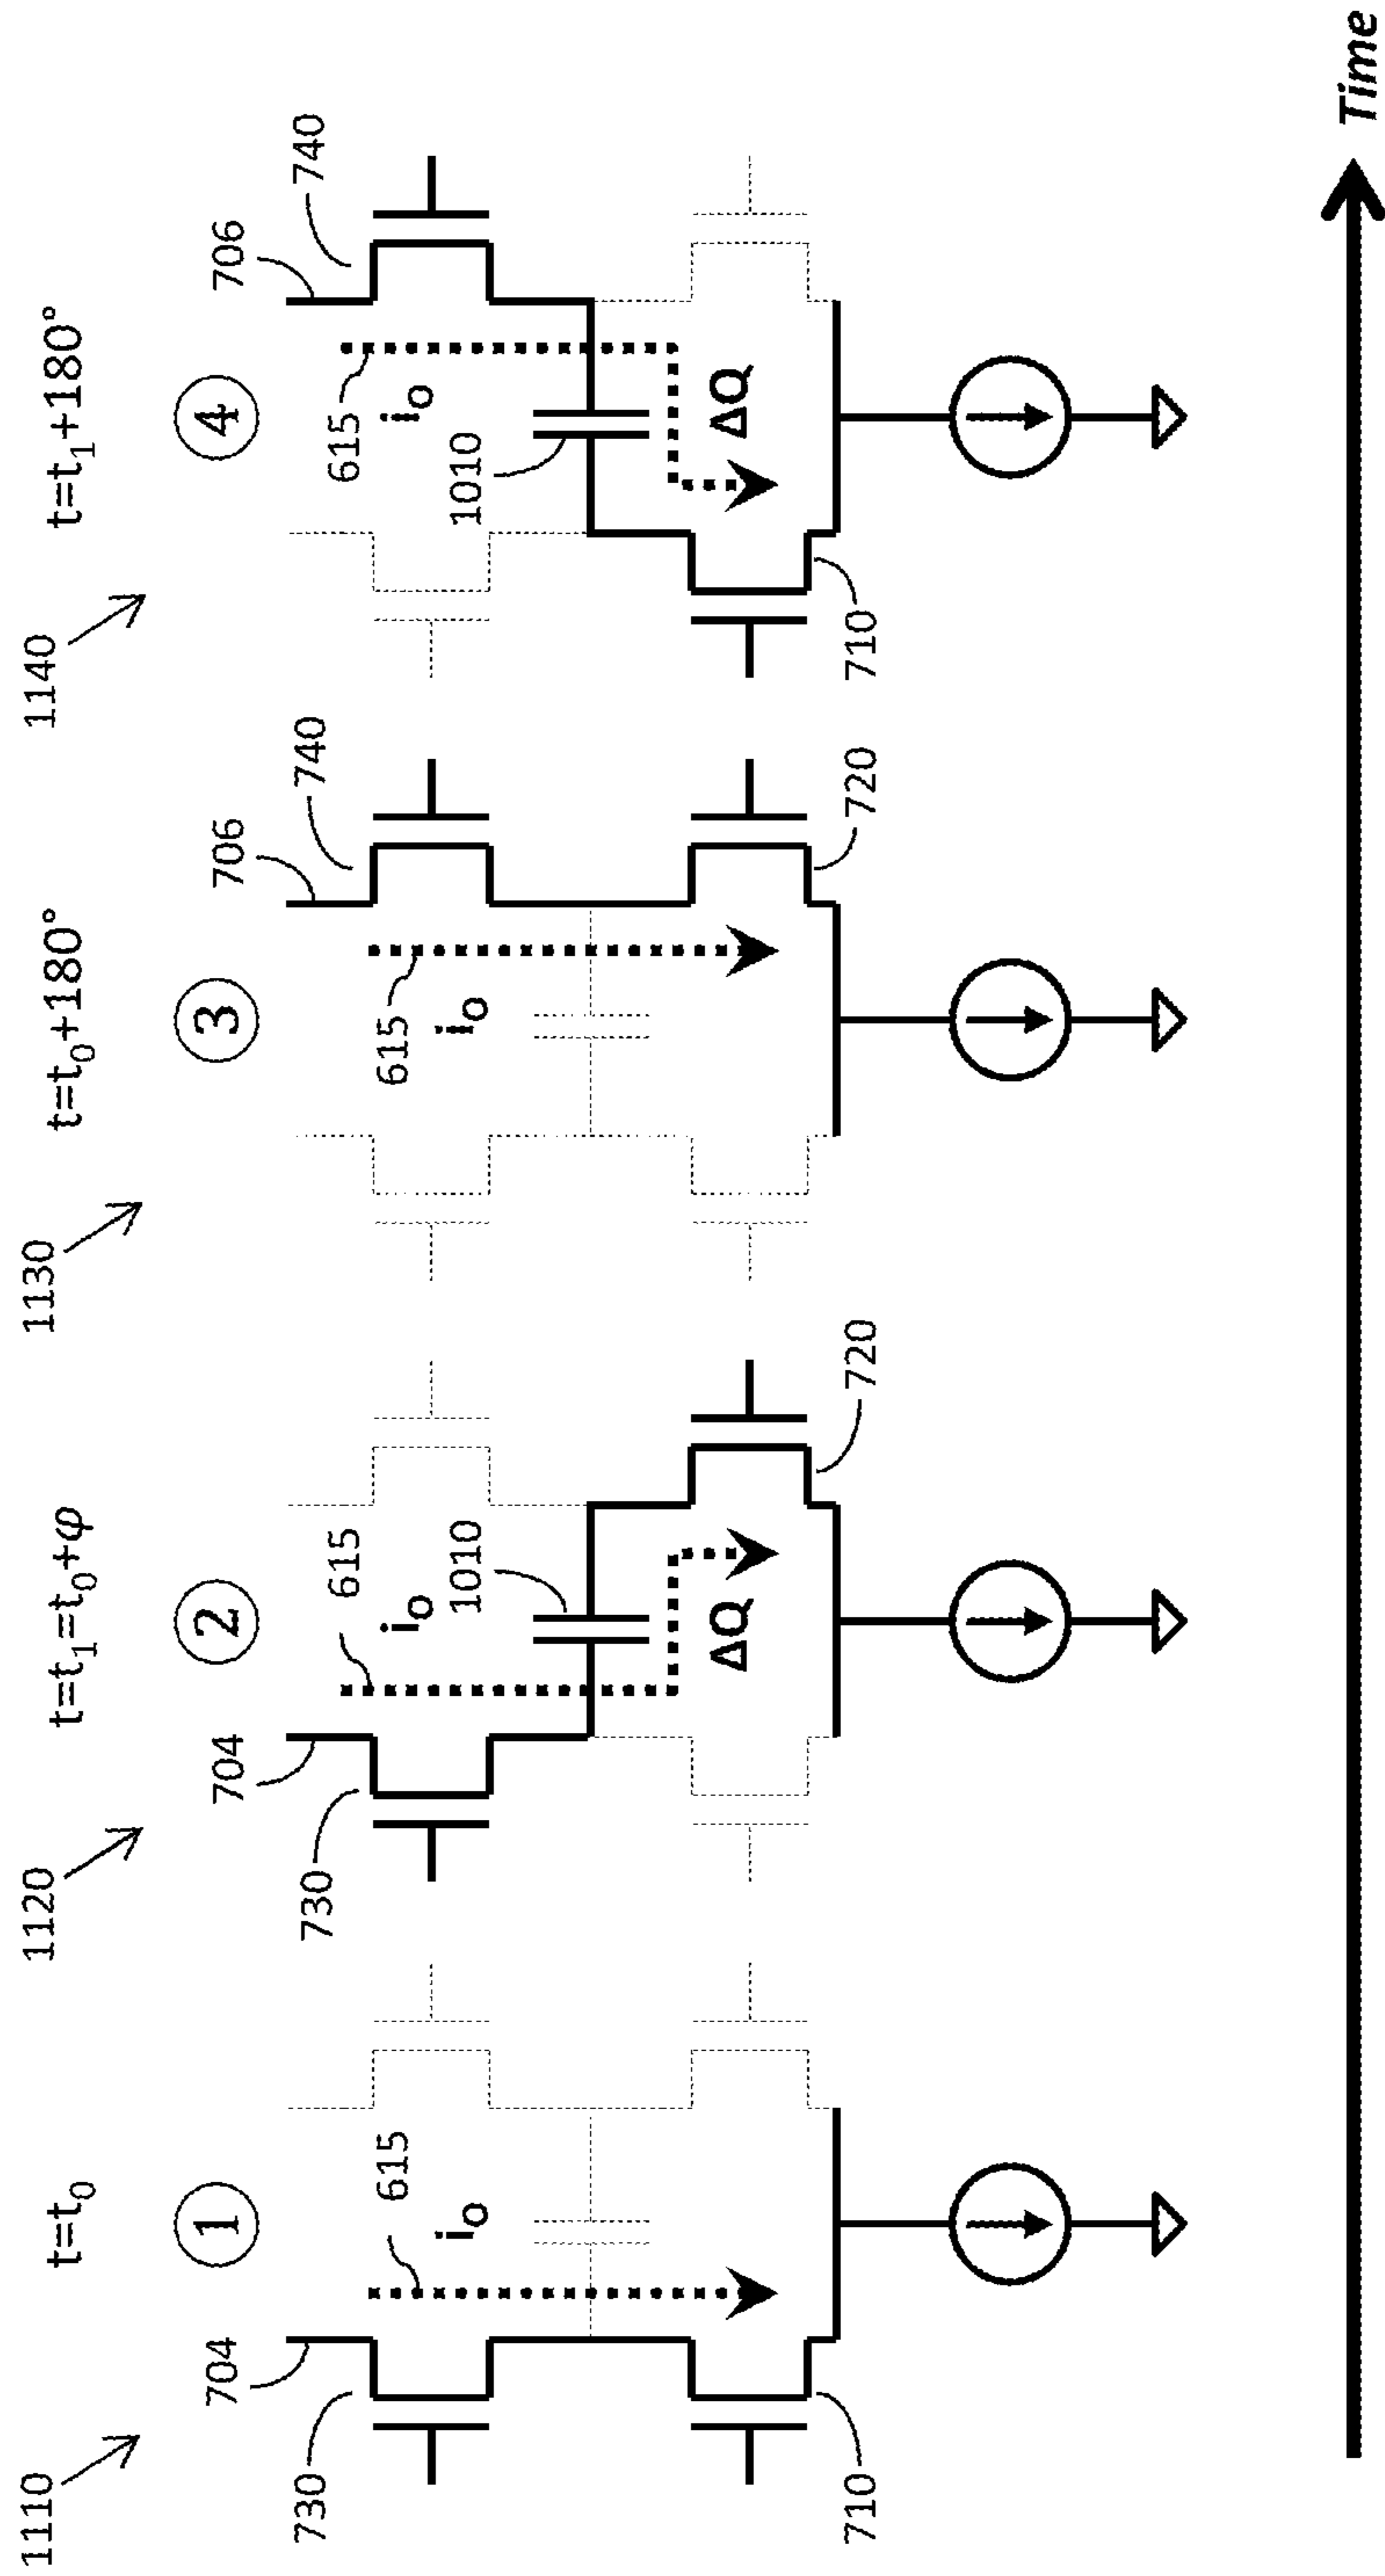 1110
t=t₀
①
704
730
615
iₒ
710
1120
t=t₁=t₀+φ
②
704
730
615
iₒ
1010
ΔQ
720
1130
t=t₀+180°
③
706
740
615
iₒ
720
1140
t=t₁+180°
④
706
740
615
iₒ
1010
ΔQ
710
Time